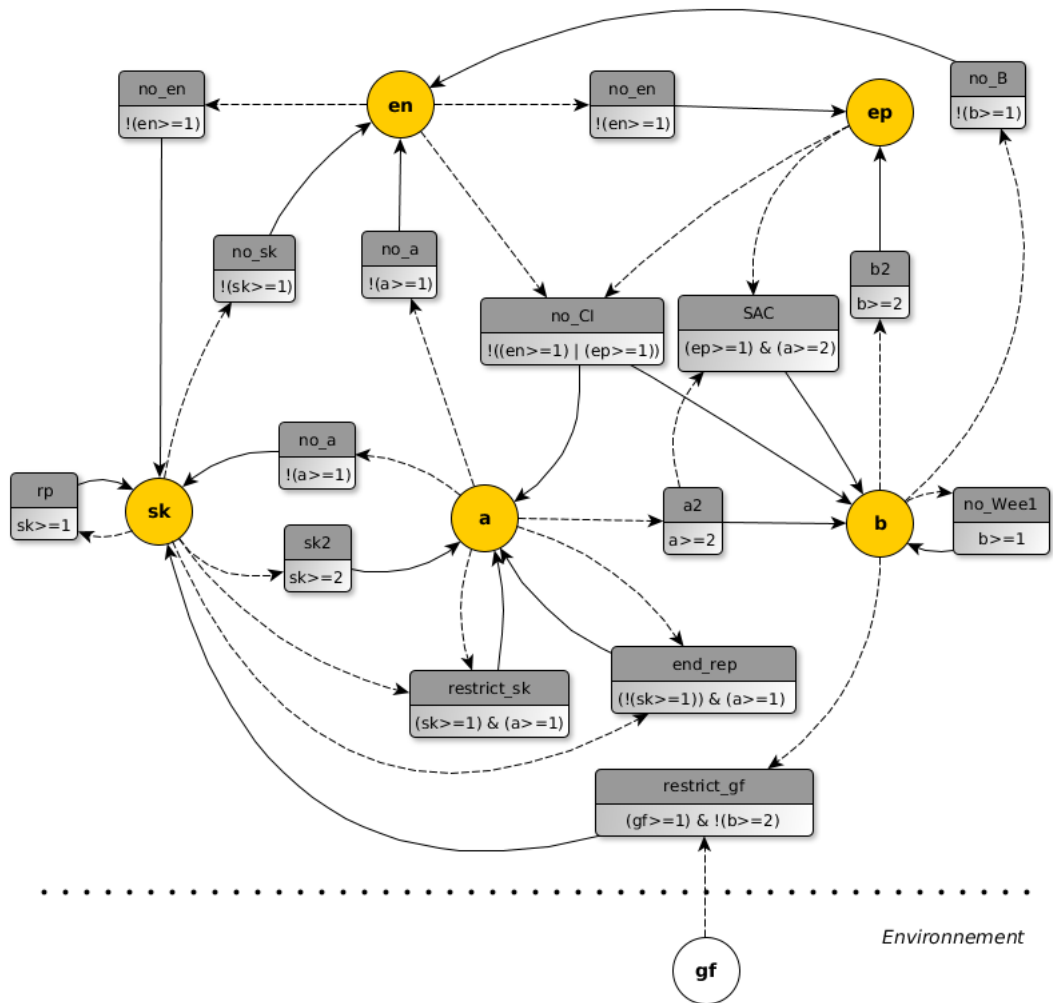 no_en
!(en>=1)
en
no_en
!(en>=1)
ep
no_B
!(b>=1)
no_sk
!(sk>=1)
no_a
!(a>=1)
b2
b>=2
no_CI
!((en>=1) | (ep>=1))
SAC
(ep>=1) & (a>=2)
no_a
!(a>=1)
rp
sk>=1
sk
a
a2
a>=2
b
no_Wee1
b>=1
sk2
sk>=2
restrict_sk
(sk>=1) & (a>=1)
end_rep
(!(sk>=1)) & (a>=1)
restrict_gf
(gf>=1) & !(b>=2)
Environnement
gf